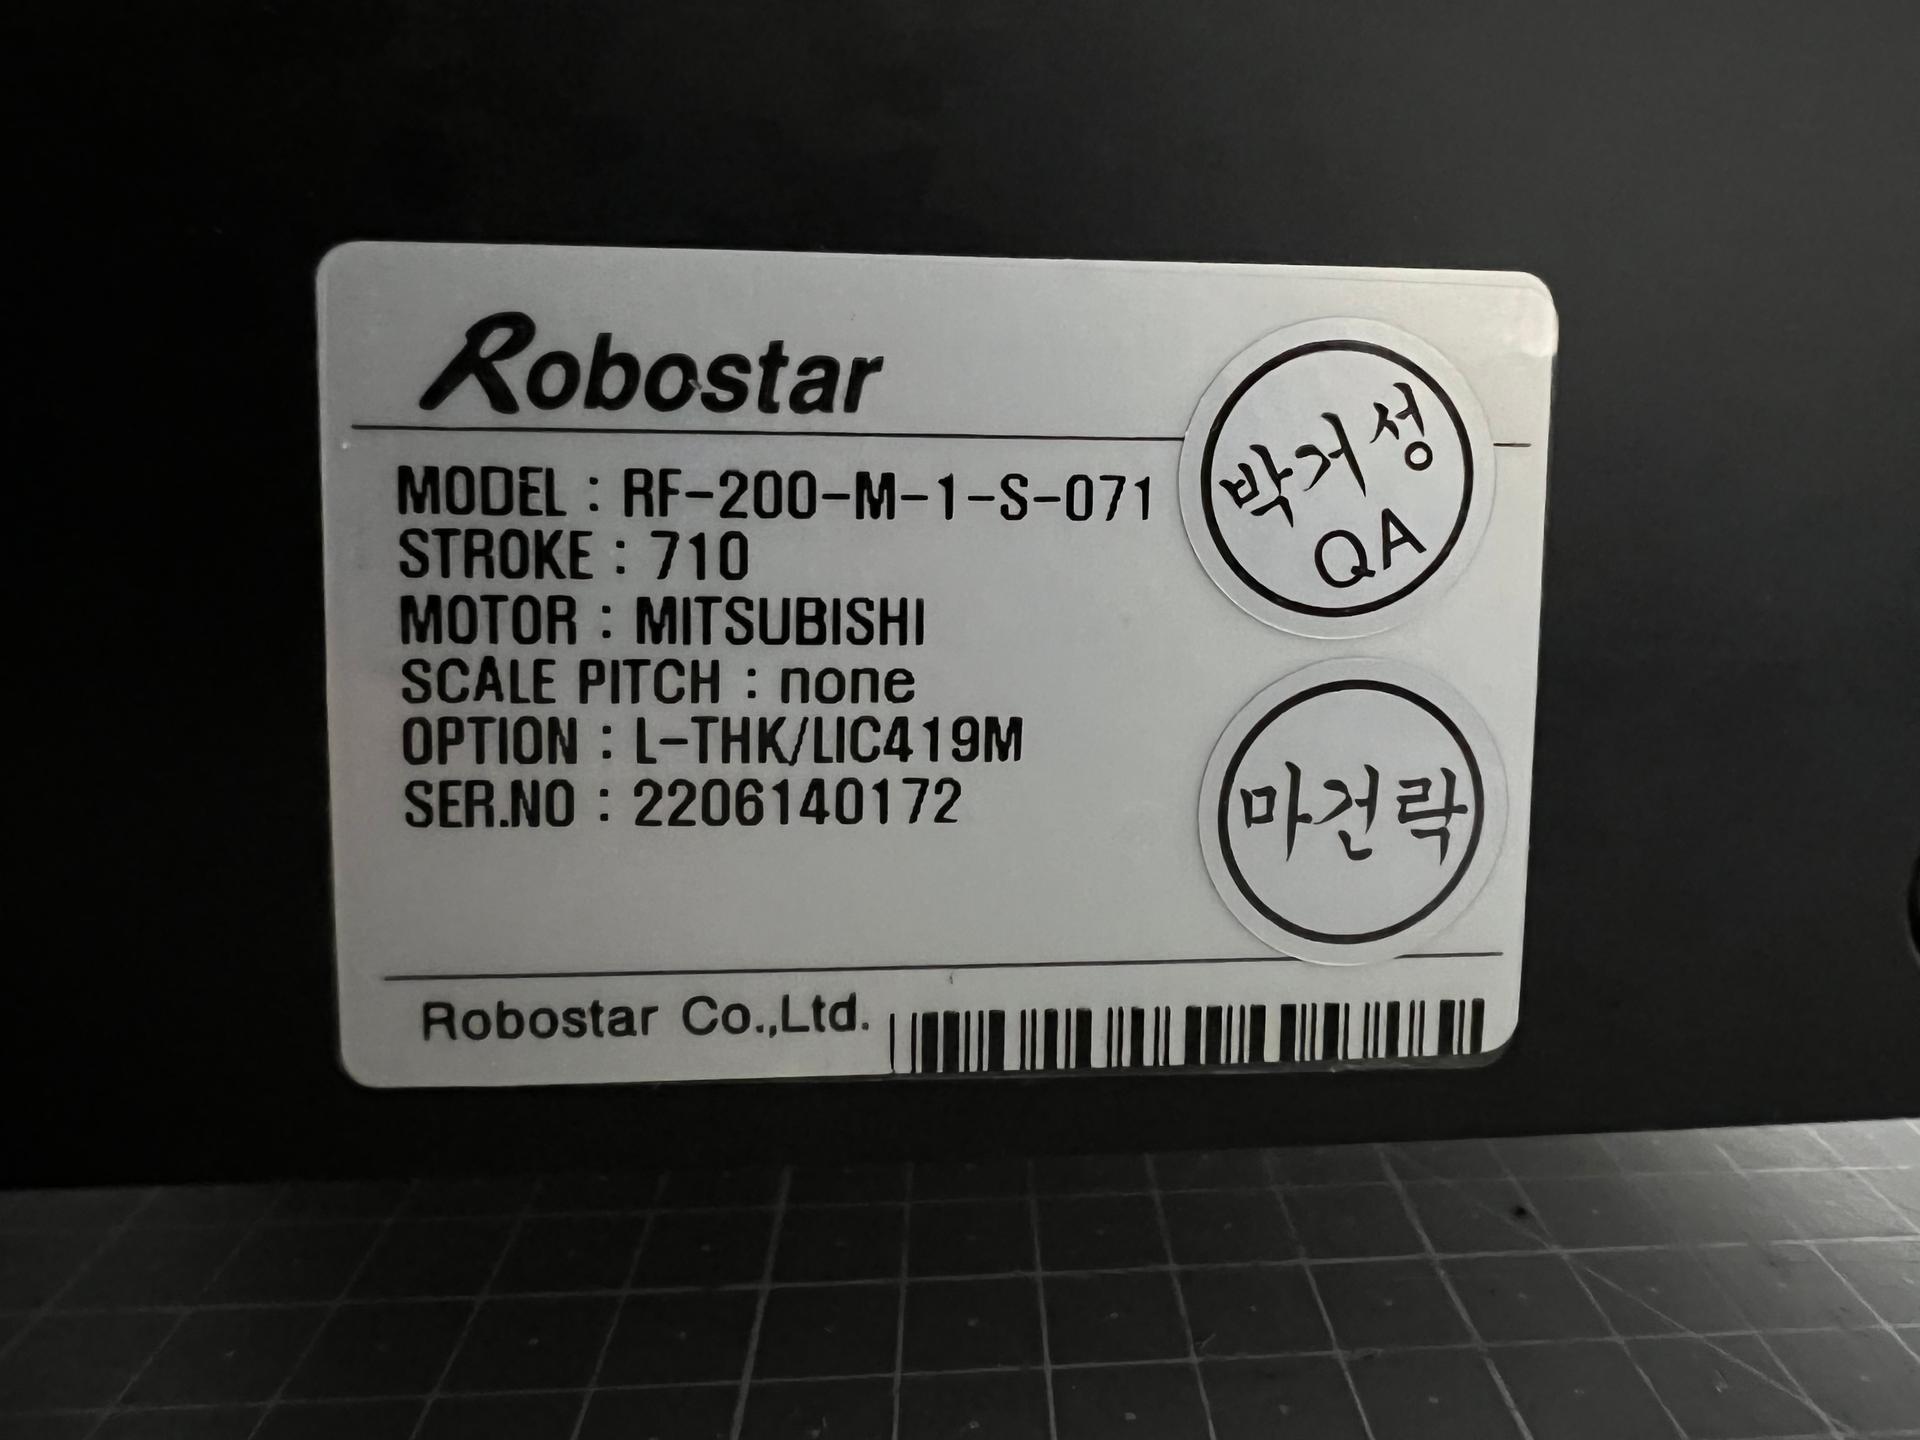 Robostar
MODEL : RF-200-M-1-S-071
STROKE : 710
MOTOR : MITSUBISHI
SCALE PITCH : none
OPTION : L-THK/LIC419M
SER.NO : 2206140172
박거성
QA
마건락
Robostar Co.,Ltd.